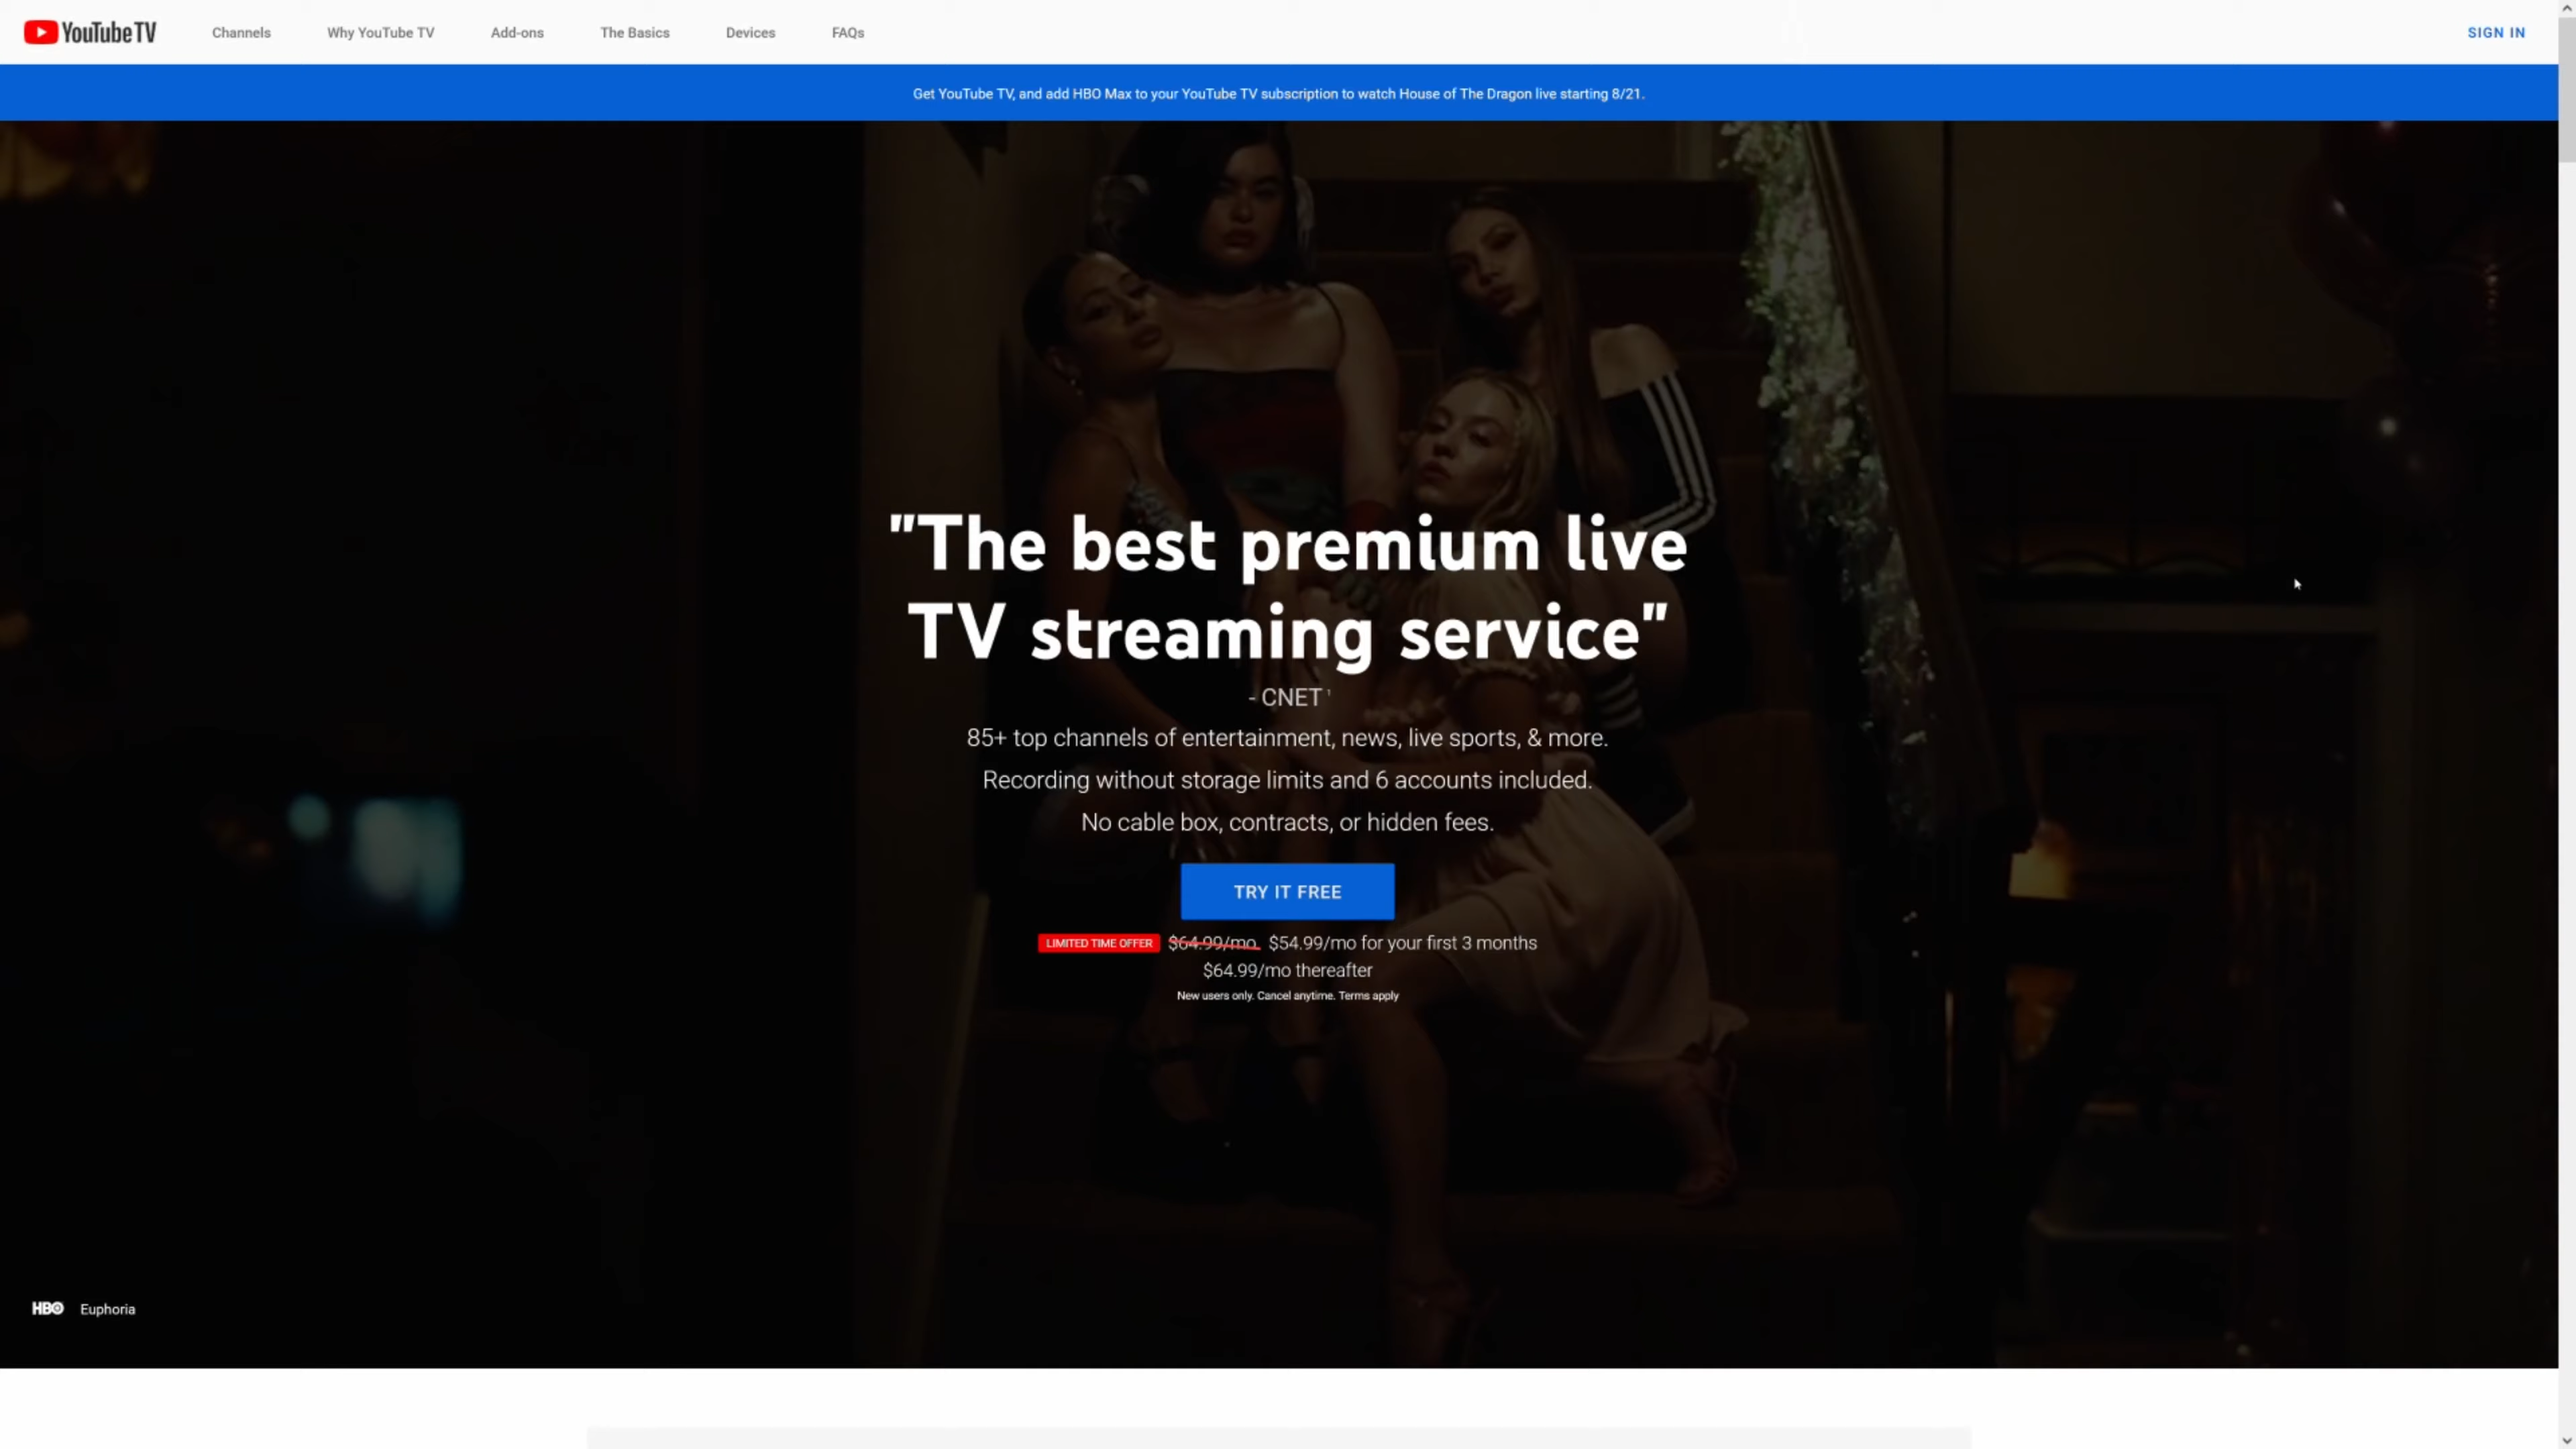 YouTube TV
Channels
Why YouTube TV
Add-ons
The Basics
Devices
FAQs
SIGN IN
Get YouTube TV, and add HBO Max to your YouTube TV subscription to watch House of The Dragon live starting 8/21.
"The best premium live
TV streaming service"
- CNET ¹
85+ top channels of entertainment, news, live sports, & more.
Recording without storage limits and 6 accounts included.
No cable box, contracts, or hidden fees.
TRY IT FREE
LIMITED TIME OFFER $64.99/mo. $54.99/mo for your first 3 months
$64.99/mo thereafter
New users only. Cancel anytime. Terms apply
HBO Euphoria